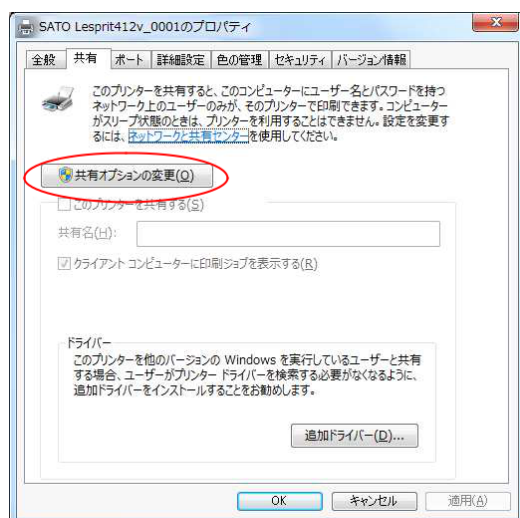 SATO Lesprit412v_0001のプロパティ
全般 共有 ポート 詳細設定 色の管理 セキュリティ バージョン情報
このプリンターを共有すると、このコンピューターにユーザー名とパスワードを持つ
ネットワーク上のユーザーのみが、そのプリンターで印刷できます。コンピューター
がスリープ状態のときは、プリンターを利用することはできません。設定を変更す
るには、ネットワークと共有センターを使用してください。
共有オプションの変更(O)
このプリンターを共有する(S)
共有名(H):
クライアント コンピューターに印刷ジョブを表示する(R)
ドライバー
このプリンターを他のバージョンの Windows を実行しているユーザーと共有
する場合、ユーザーがプリンター ドライバーを検索する必要がなくなるように、
追加ドライバーをインストールすることをお勧めします。
追加ドライバー(D)...
OK キャンセル 適用(A)